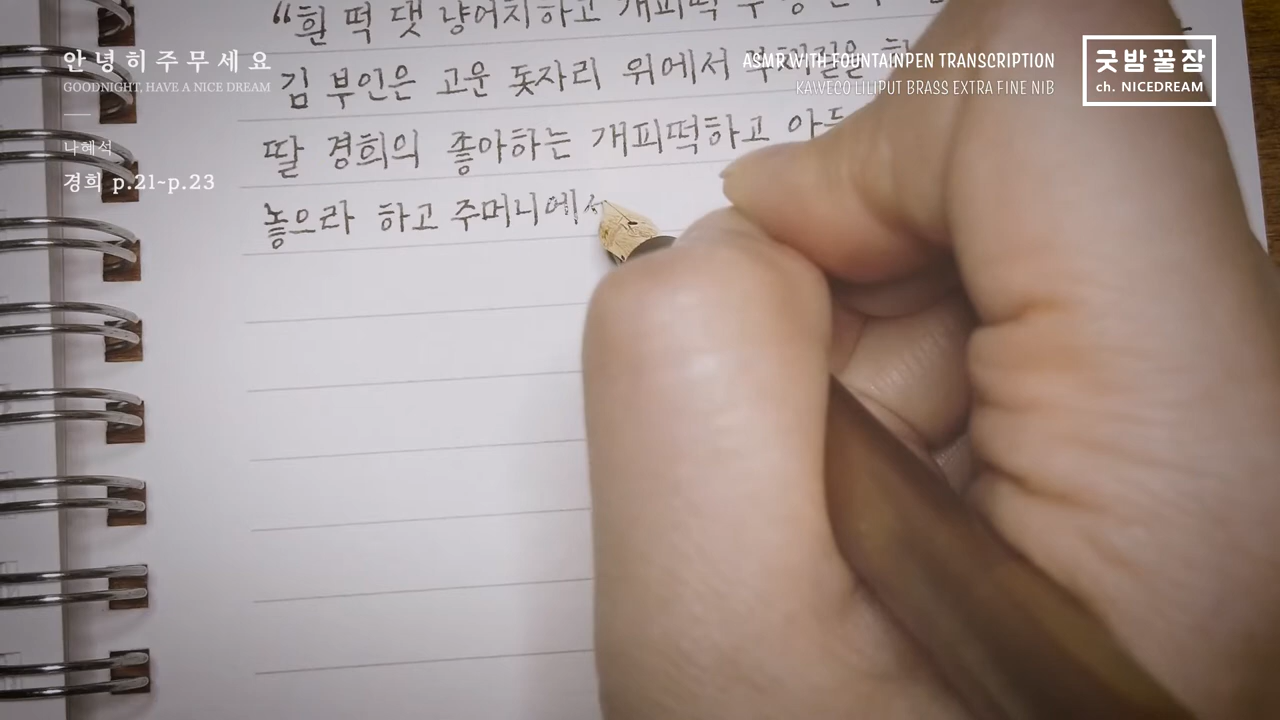 안녕히주무세요
GOODNIGHT, HAVE A NICE DREAM
나혜석
경희 p.21~p.23
ASMR WITH FOUNTAINPEN TRANSCRIPTION
KAWECO LILIPUT BRASS EXTRA FINE NIB
굿밤꿀잠
ch. NICEDREAM
“흰 떡 댓 냥어치하고 개피떡
김 부인은 고운 돗자리 위에서 부채질을
딸 경희의 좋아하는 개피떡하고
놓으라 하고 주머니에서